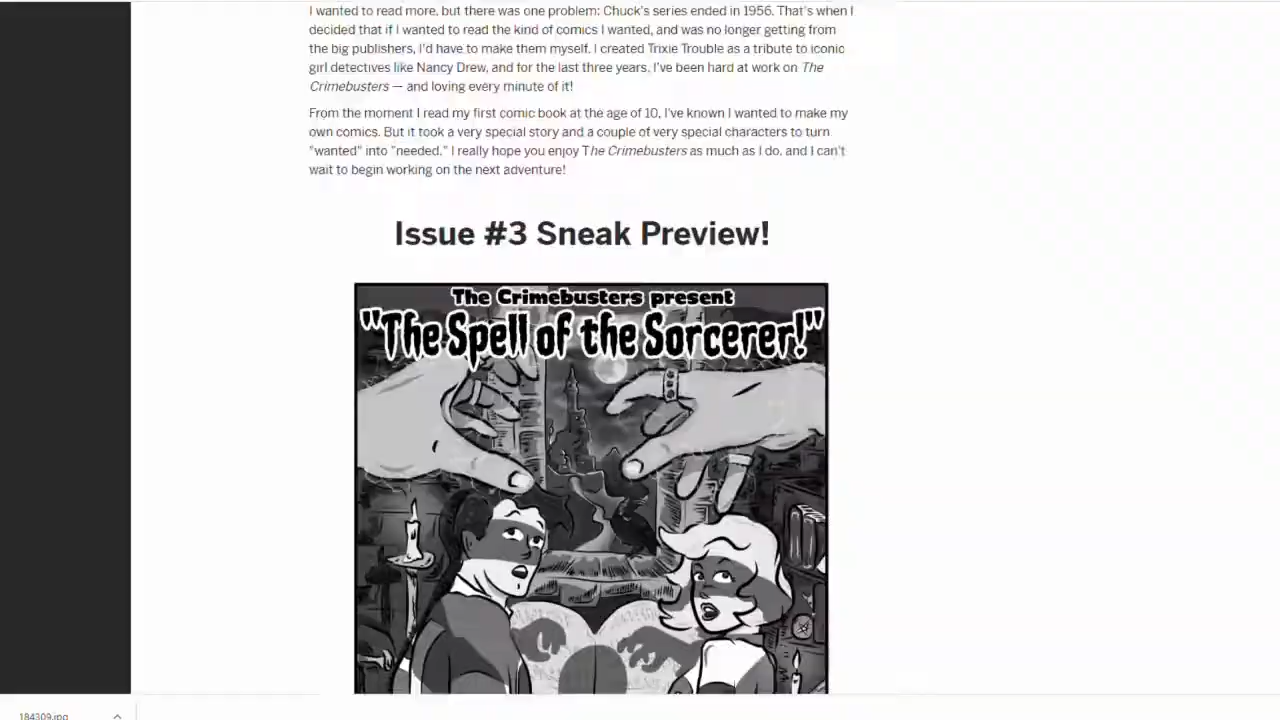 I wanted to read more, but there was one problem: Chuck's series ended in 1956. That's when I
decided that if I wanted to read the kind of comics I wanted, and was no longer getting from
the big publishers, I'd have to make them myself. I created Trixie Trouble as a tribute to iconic
girl detectives like Nancy Drew, and for the last three years, I've been hard at work on The
Crimebusters — and loving every minute of it!
From the moment I read my first comic book at the age of 10, I've known I wanted to make my
own comics. But it took a very special story and a couple of very special characters to turn
"wanted" into "needed." I really hope you enjoy The Crimebusters as much as I do, and I can't
wait to begin working on the next adventure!
Issue #3 Sneak Preview!
The Crimebusters present
"The Spell of the Sorcerer!"
184309.jpg